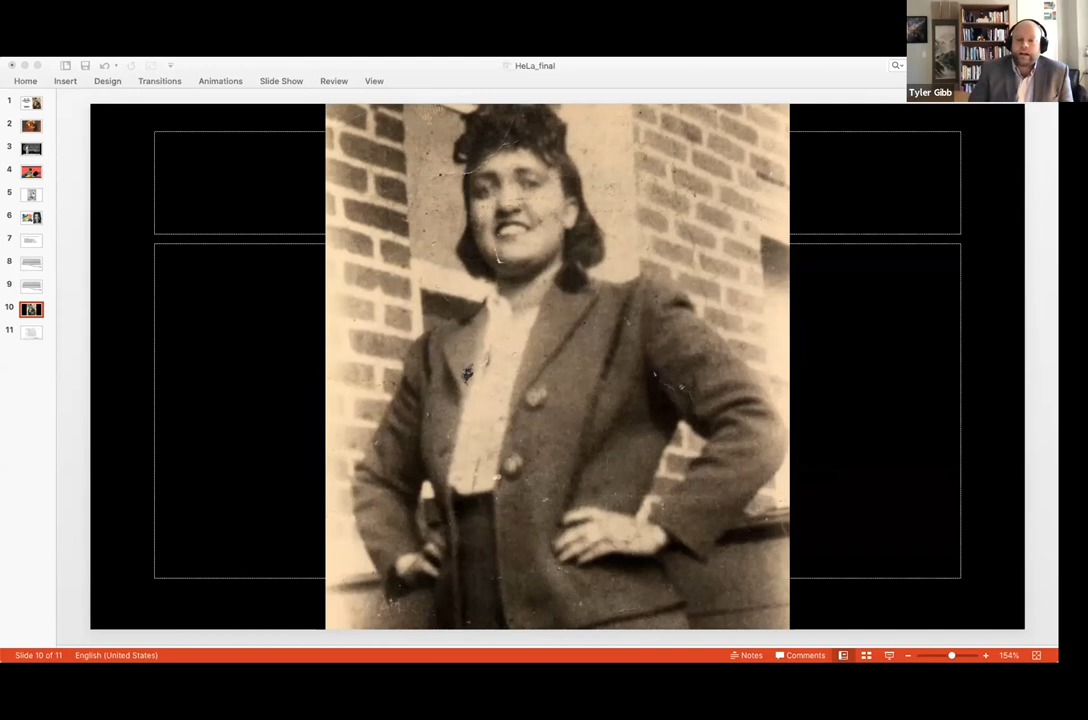 HeLa_final
Home Insert Design Transitions Animations Slide Show Review View
Tyler Gibb
1
2
3
4
5
6
7
8
9
10
11
Slide 10 of 11 English (United States) Notes Comments 154%